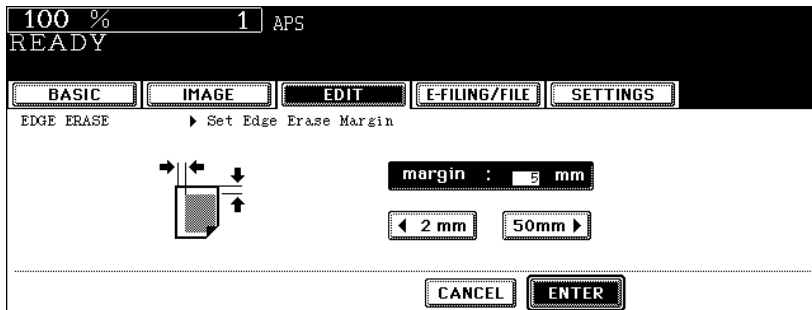 100 % 1 APS
READY
BASIC IMAGE EDIT E-FILING/FILE SETTINGS
EDGE ERASE ▶ Set Edge Erase Margin
margin : 5 mm
◀ 2 mm 50mm ▶
CANCEL ENTER